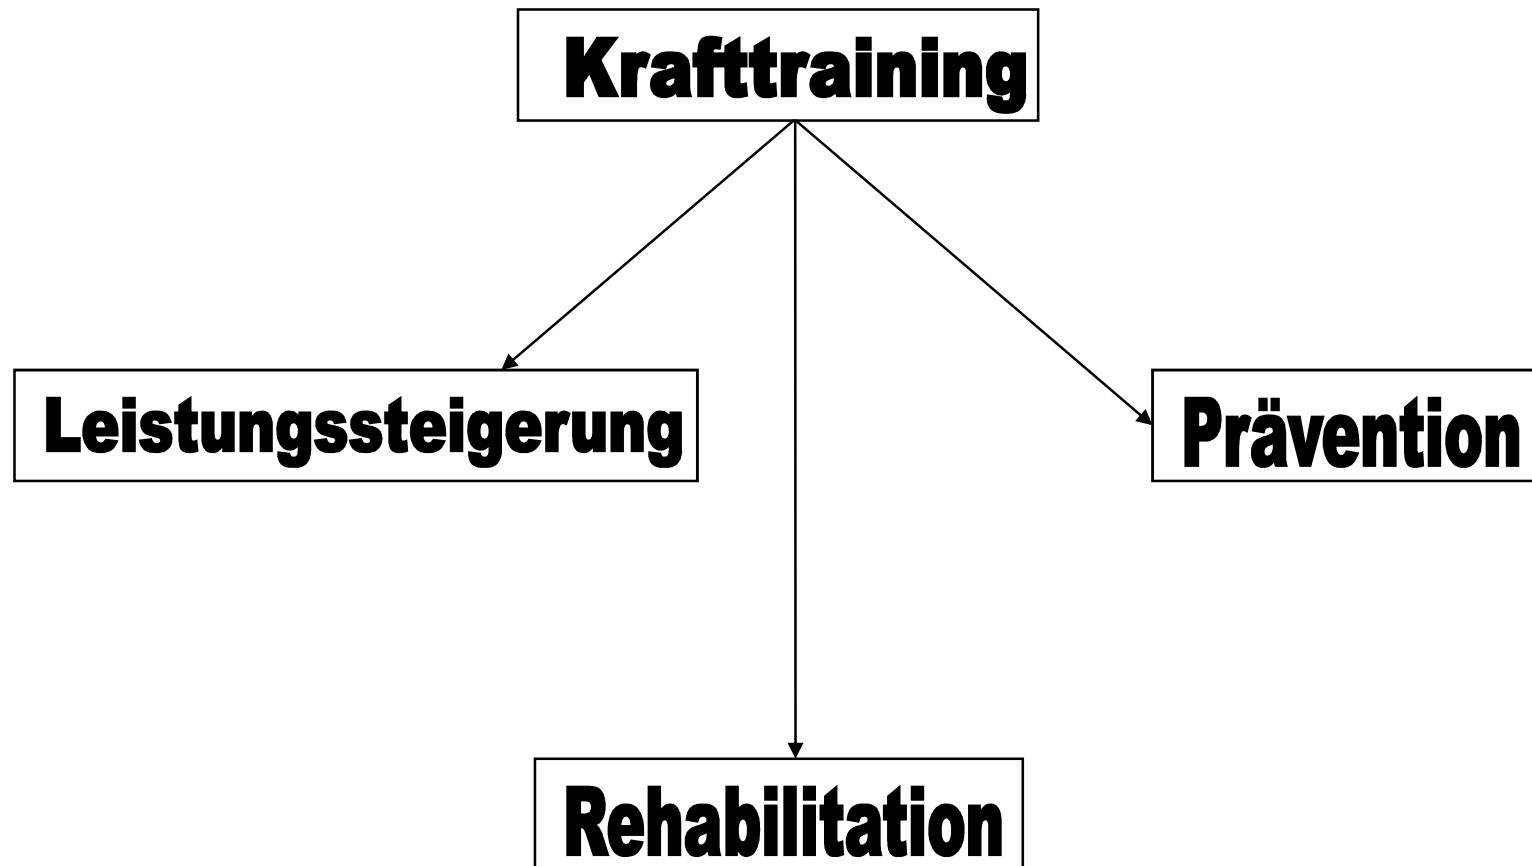 Krafttraining
Leistungssteigerung
Prävention
Rehabilitation